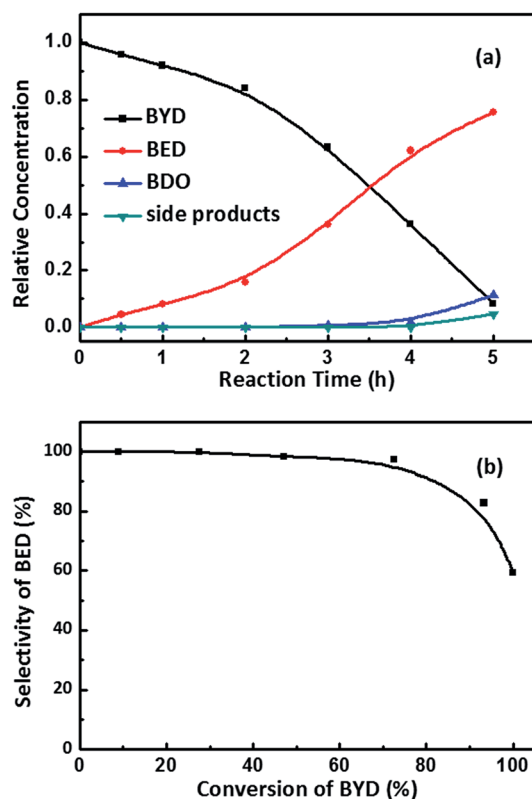 (a)
1.0
0.8
0.6
0.4
0.2
0.0
Relative Concentration
BYD
BED
BDO
side products
0 1 2 3 4 5
Reaction Time (h)
(b)
100
80
60
40
20
0
Selectivity of BED (%)
0 20 40 60 80 100
Conversion of BYD (%)